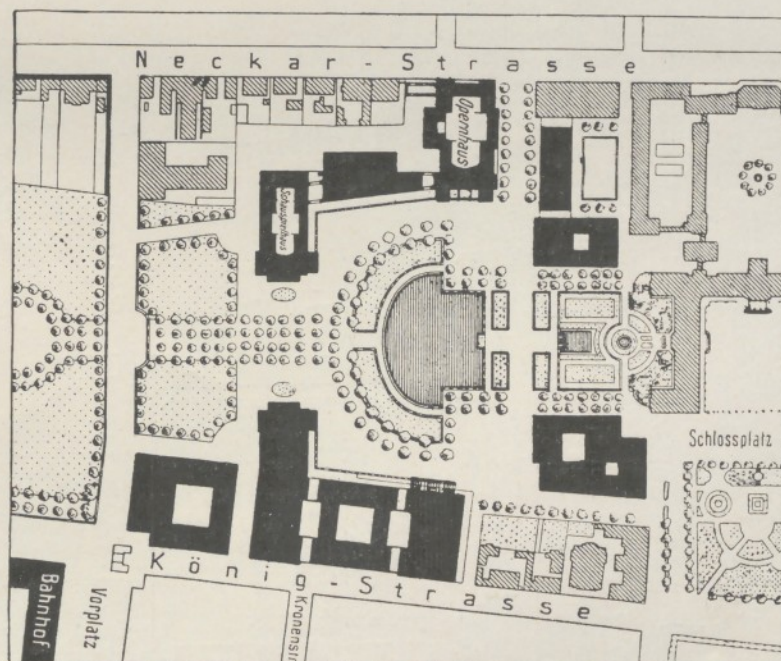 Neckar-Strasse
Opernhaus
Schauspielhaus
Schlossplatz
König-Strasse
Bahnhof
Vorplatz
Kronenstr